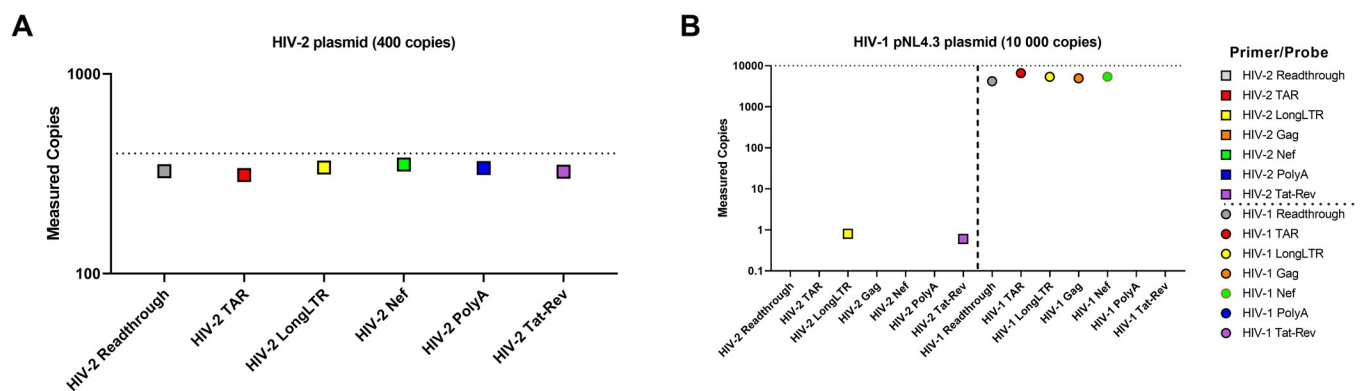 A
HIV-2 plasmid (400 copies)
Measured Copies
1000
100
HIV-2 Readthrough
HIV-2 TAR
HIV-2 LongLTR
HIV-2 Nef
HIV-2 PolyA
HIV-2 Tat-Rev
B
HIV-1 pNL4.3 plasmid (10 000 copies)
Measured Copies
10000
1000
100
10
1
0.1
HIV-2 Readthrough
HIV-2 TAR
HIV-2 LongLTR
HIV-2 Gag
HIV-2 Nef
HIV-2 PolyA
HIV-2 Tat-Rev
HIV-1 Readthrough
HIV-1 TAR
HIV-1 LongLTR
HIV-1 Gag
HIV-1 Nef
HIV-1 PolyA
HIV-1 Tat-Rev
Primer/Probe
HIV-2 Readthrough
HIV-2 TAR
HIV-2 LongLTR
HIV-2 Gag
HIV-2 Nef
HIV-2 PolyA
HIV-2 Tat-Rev
HIV-1 Readthrough
HIV-1 TAR
HIV-1 LongLTR
HIV-1 Gag
HIV-1 Nef
HIV-1 PolyA
HIV-1 Tat-Rev